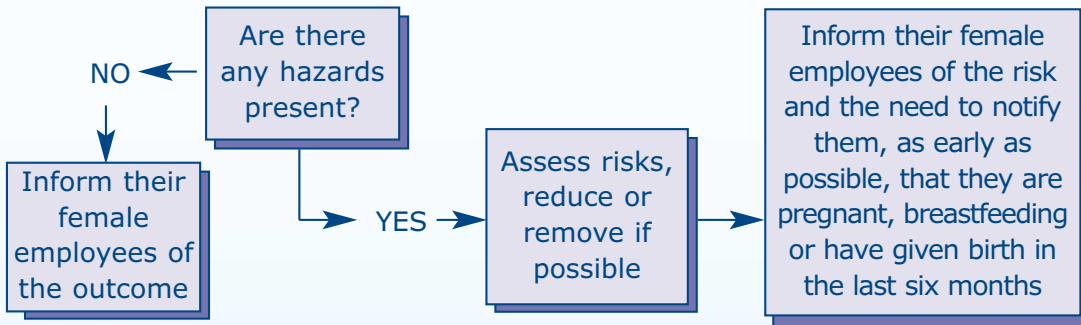 Are there
any hazards
present?
NO
Inform their
female
employees of
the outcome
YES
Assess risks,
reduce or
remove if
possible
Inform their female
employees of the risk
and the need to notify
them, as early as
possible, that they are
pregnant, breastfeeding
or have given birth in
the last six months